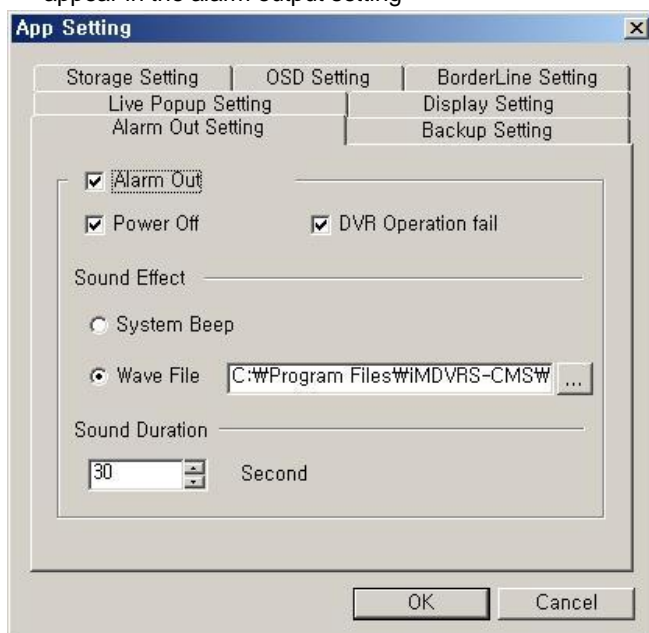 appear in the alarm output setting
App Setting
Storage Setting
OSD Setting
BorderLine Setting
Live Popup Setting
Display Setting
Alarm Out Setting
Backup Setting
Alarm Out
Power Off
DVR Operation fail
Sound Effect
System Beep
Wave File
C:₩Program Files₩iMDVRS-CMS₩
...
Sound Duration
30
Second
OK
Cancel